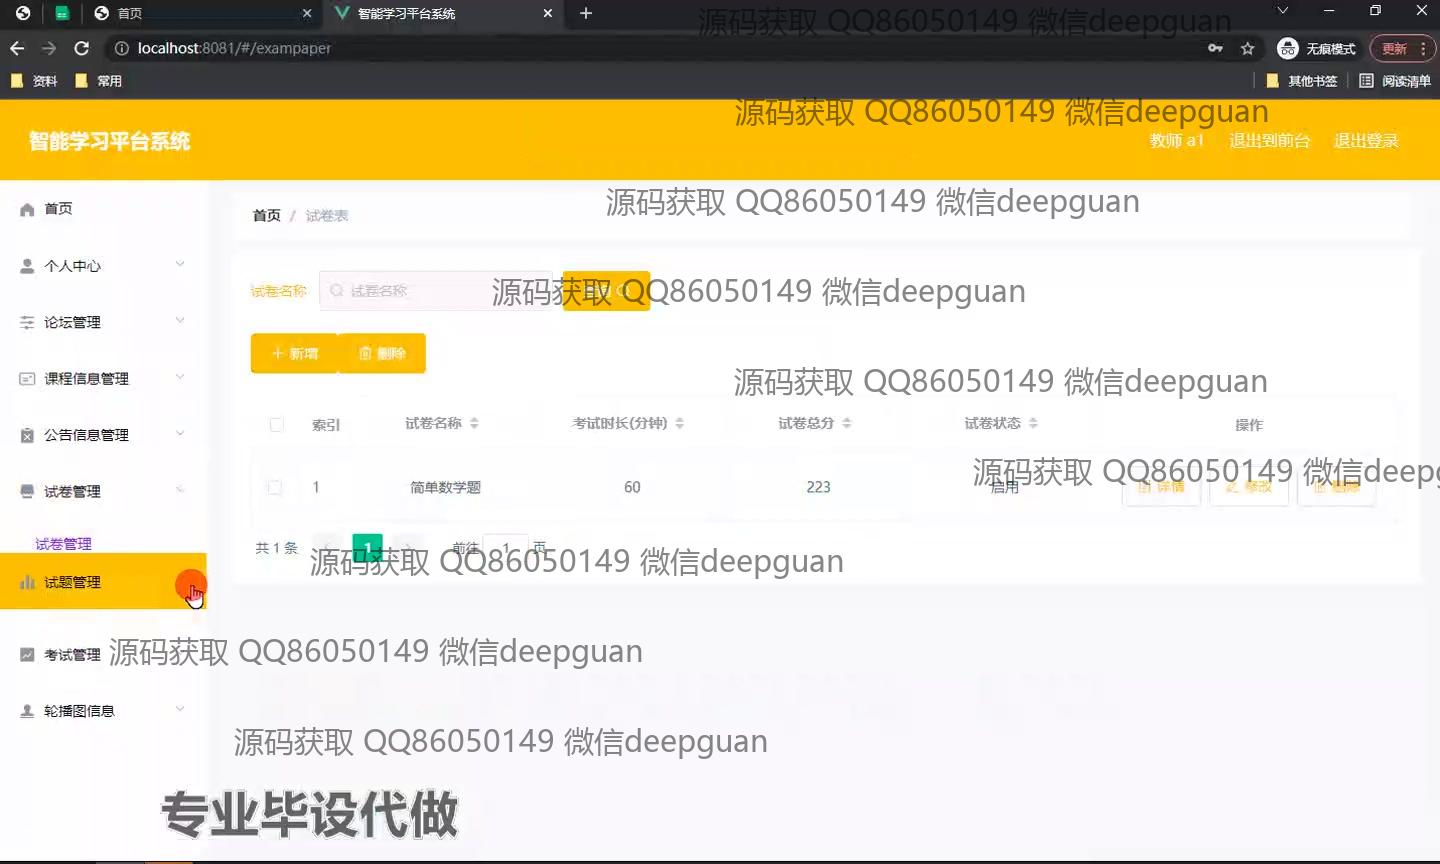 首页
智能学习平台系统
源码获取 QQ86050149 微信deepguan
localhost:8081/#/exampaper
无痕模式
更新
资料
常用
其他书签
阅读清单
源码获取 QQ86050149 微信deepguan
智能学习平台系统
教师 a1
退出到前台
退出登录
首页
首页 / 试卷表
源码获取 QQ86050149 微信deepguan
个人中心
试卷名称
试卷名称
源码获取 QQ86050149 微信deepguan
论坛管理
新增
删除
课程信息管理
源码获取 QQ86050149 微信deepguan
索引
试卷名称
考试时长(分钟)
试卷总分
试卷状态
操作
公告信息管理
源码获取 QQ86050149 微信deepg
试卷管理
1
简单数学题
60
223
启用
详情
修改
删除
试卷管理
共 1 条
1
前往
1
页
源码获取 QQ86050149 微信deepguan
试题管理
考试管理
源码获取 QQ86050149 微信deepguan
轮播图信息
源码获取 QQ86050149 微信deepguan
专业毕设代做